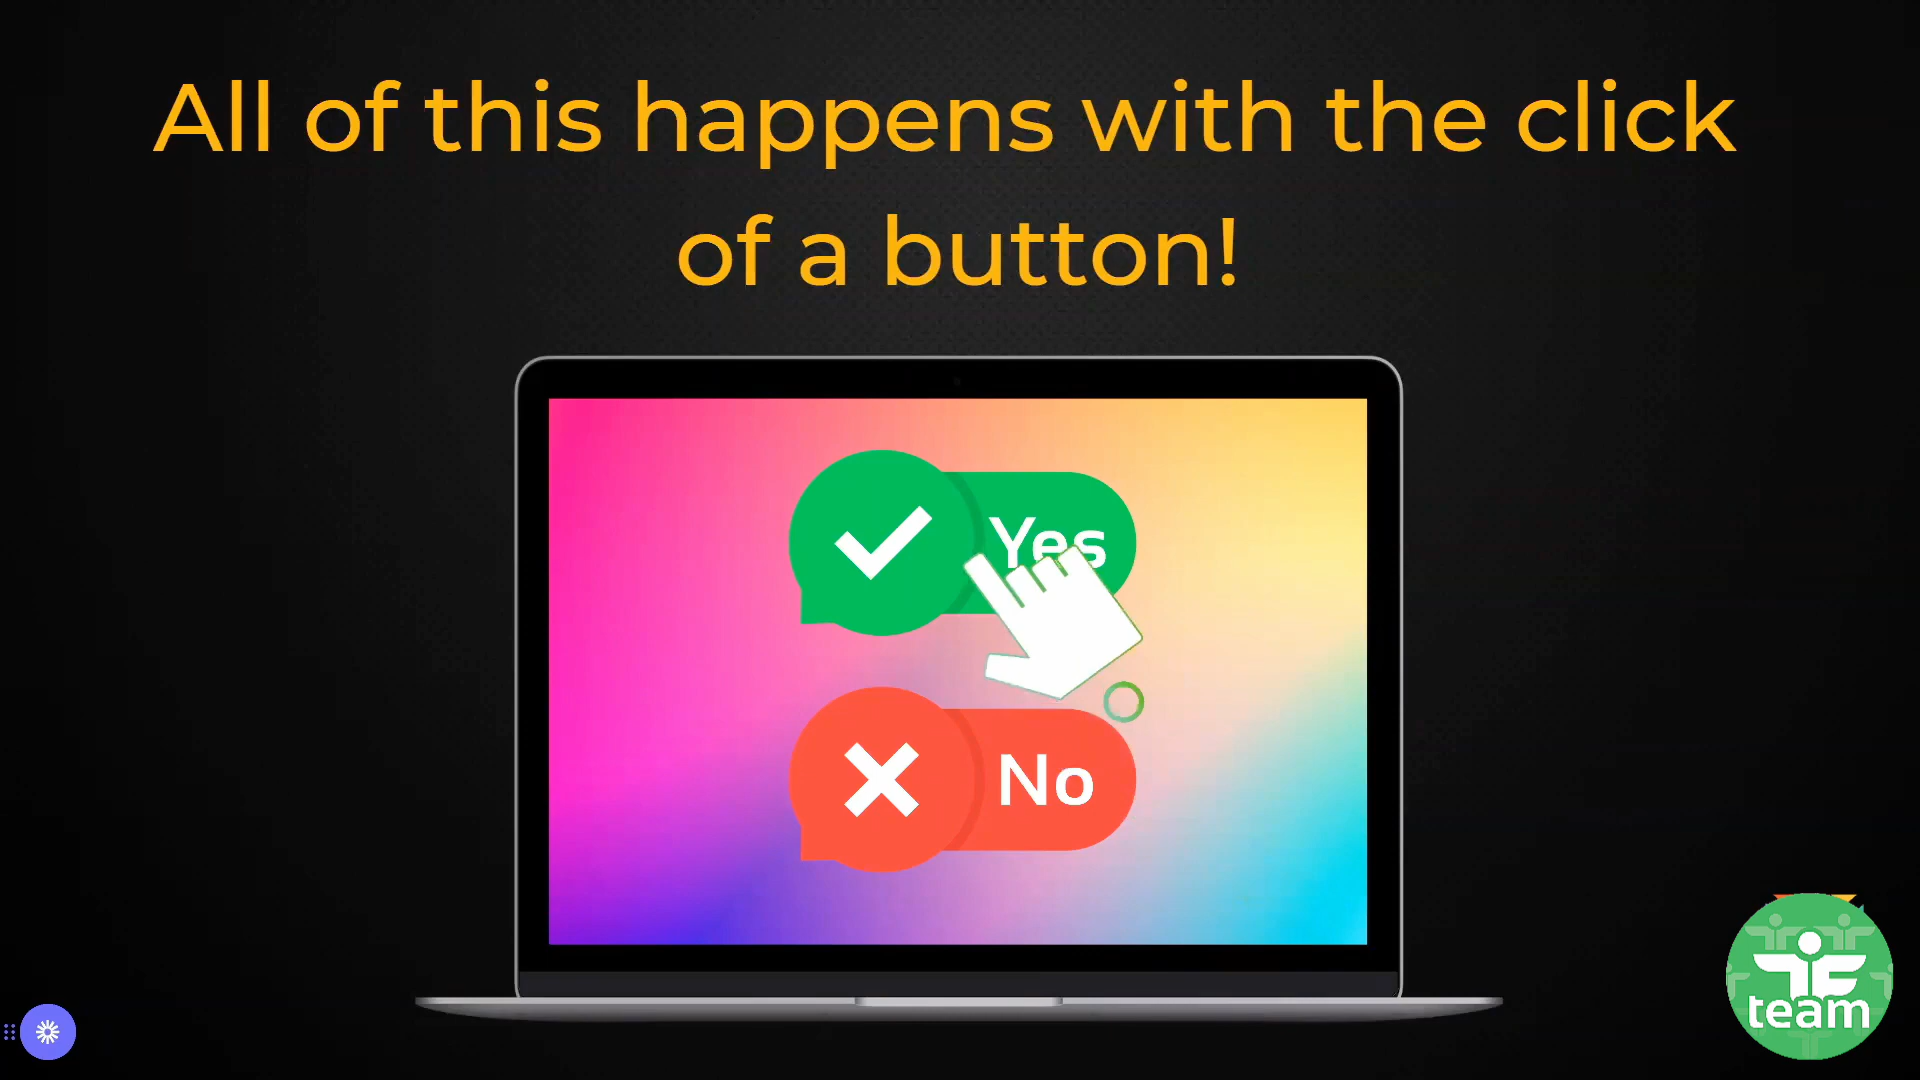 All of this happens with the click
of a button!
Yes
No
team